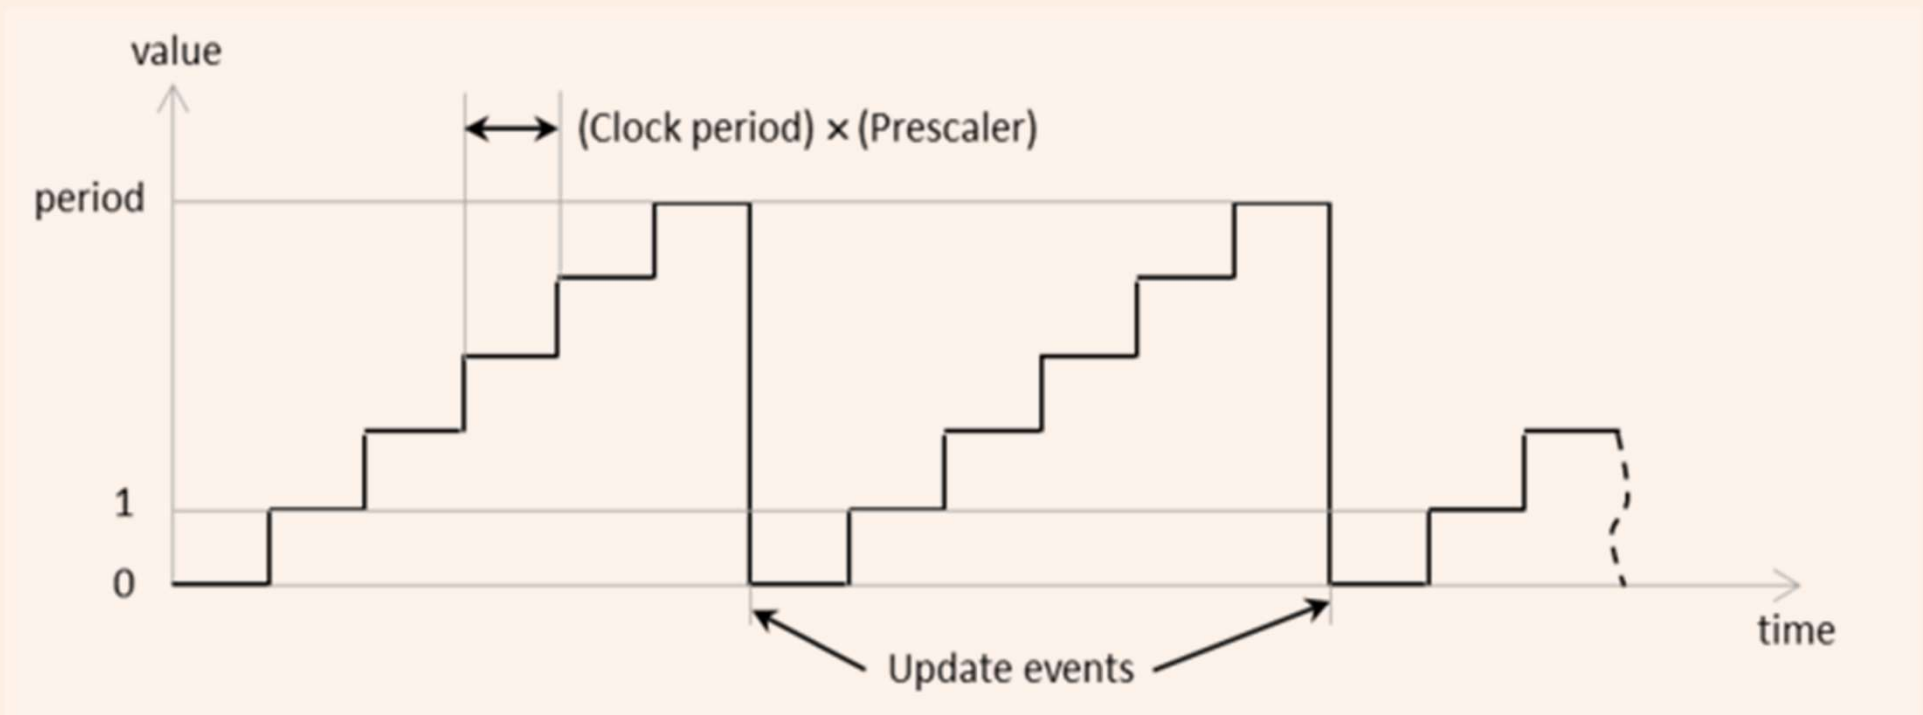 value
(Clock period) × (Prescaler)
period
1
0
time
Update events